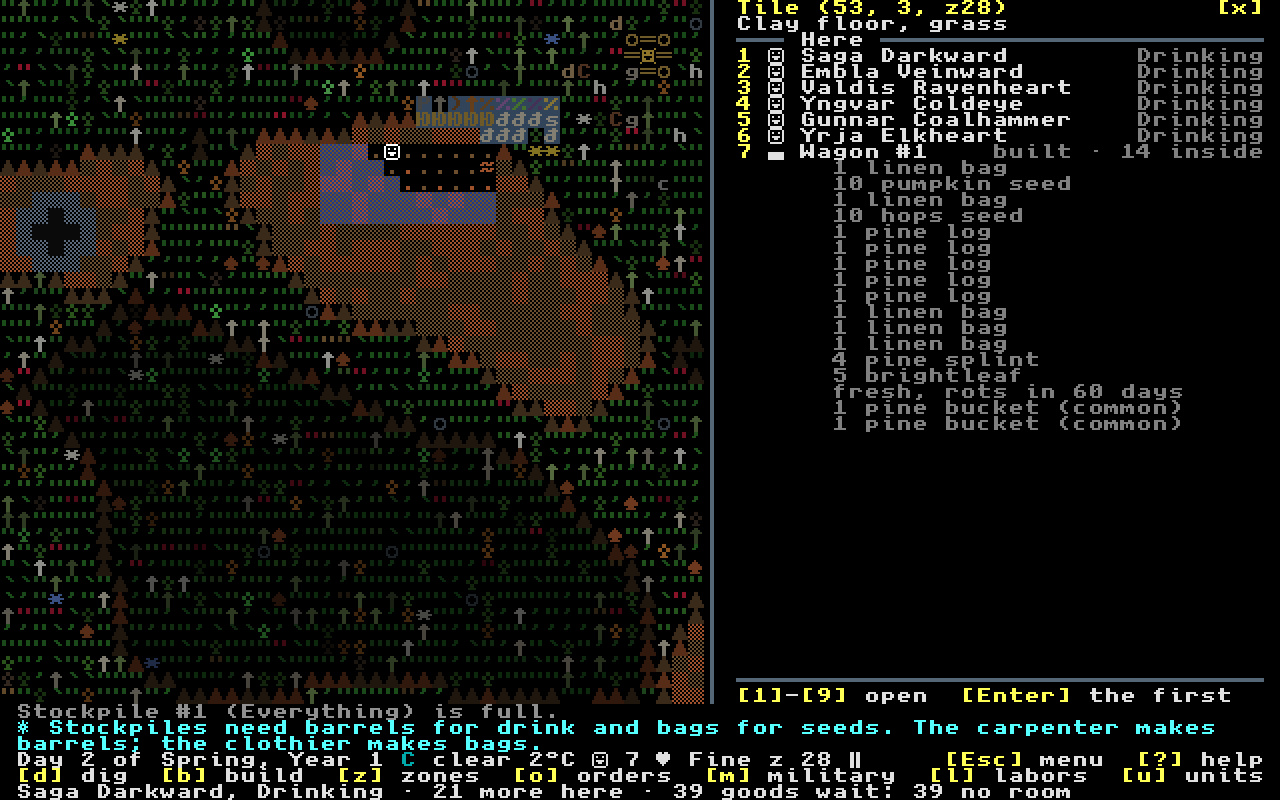 Tile (53, 3, z28) [x]
Clay floor, grass
Here
1 Saga Darkward Drinking
2 Embla Veinward Drinking
3 Valdis Ravenheart Drinking
4 Yngvar Coldeye Drinking
5 Gunnar Coalhammer Drinking
6 Yrja Elkheart Drinking
7 Wagon #1 built · 14 inside
1 linen bag
10 pumpkin seed
1 linen bag
10 hops seed
1 pine log
1 pine log
1 pine log
1 pine log
1 pine log
1 linen bag
1 linen bag
1 linen bag
4 pine splint
5 brightleaf
fresh, rots in 60 days
1 pine bucket (common)
1 pine bucket (common)
[1]-[9] open [Enter] the first
Stockpile #1 (Everything) is full.
* Stockpiles need barrels for drink and bags for seeds. The carpenter makes
barrels; the clothier makes bags.
Day 2 of Spring, Year 1 C clear 2°C 7 ♥ Fine z 28 [Esc] menu [?] help
[d] dig [b] build [z] zones [o] orders [m] military [l] labors [u] units
Saga Darkward, Drinking · 21 more here · 39 goods wait: 39 no room